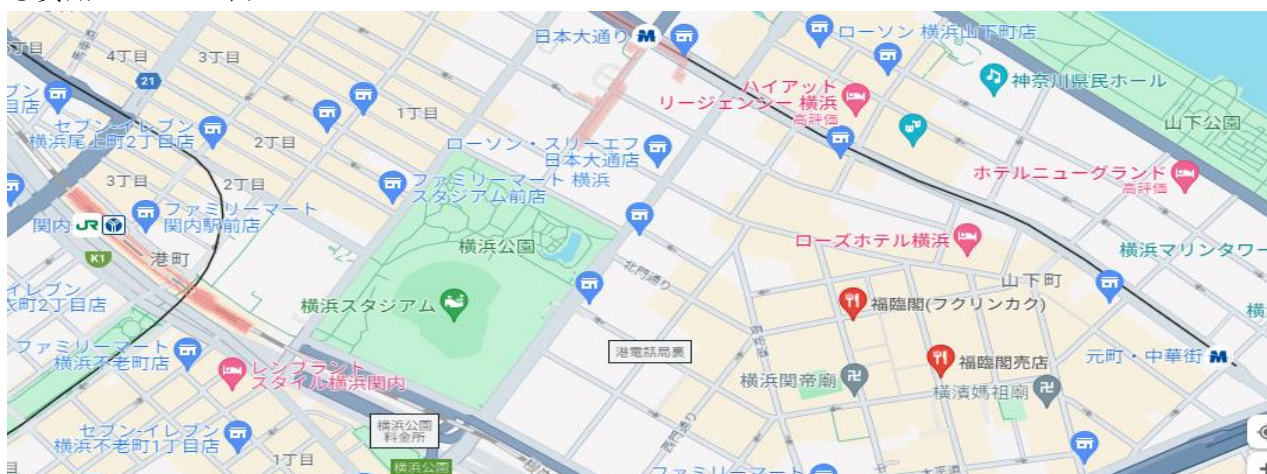 4丁目
3丁目
日本大通り
ローソン 横浜山下町店
21
神奈川県民ホール
ハイアット
リージェンシー 横浜
高評価
1丁目
山下公園
セブン-イレブン
横浜尾上町2丁目店
2丁目
ローソン・スリーエフ
日本大通店
ホテルニューグランド
高評価
3丁目
2丁目
ファミリーマート 横浜
スタジアム前店
関内
JR
ファミリーマート
関内駅前店
横浜公園
ローズホテル横浜
横浜マリンタワー
K1
港町
北門通り
山下町
横浜スタジアム
福臨閣(フクリンカク)
ファミリーマート
横浜不老町店
港電話局裏
福臨閣売店
元町・中華街
レンブラント
スタイル横浜関内
横浜関帝廟
横濱媽祖廟
横浜公園
料金所
セブン-イレブン
横浜不老町1丁目店
1丁目
横浜公園
ファミリーマート